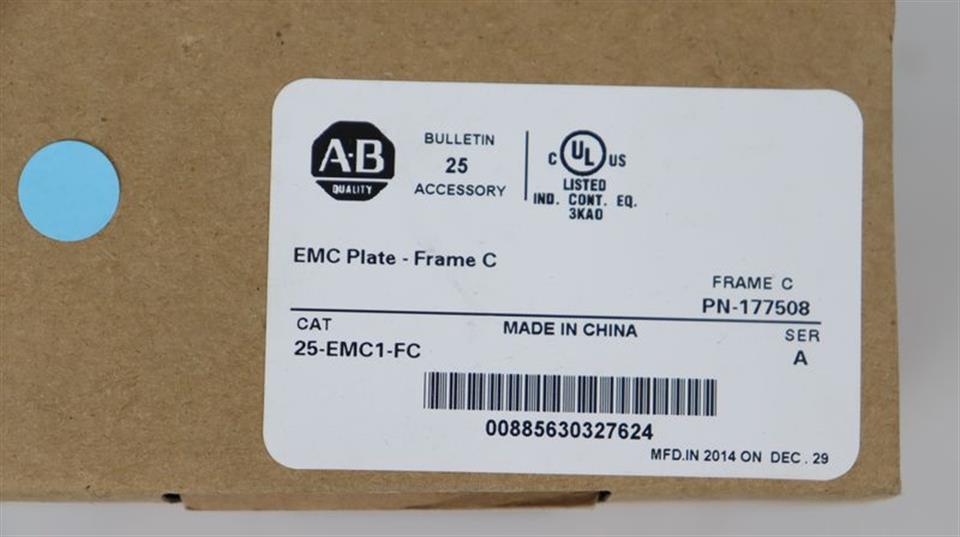 A·B
QUALITY
BULLETIN
25
ACCESSORY
C UL US
LISTED
IND. CONT. EQ.
3KA0
EMC Plate - Frame C
FRAME C
PN-177508
CAT
MADE IN CHINA
SER
25-EMC1-FC
A
00885630327624
MFD.IN 2014 ON DEC . 29